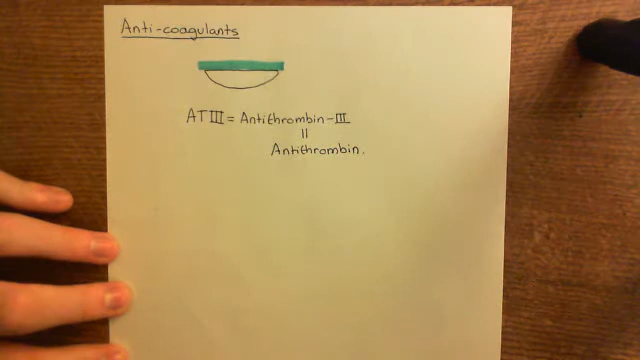 Anti-coagulants
ATIII = Antithrombin-III
=
Antithrombin.